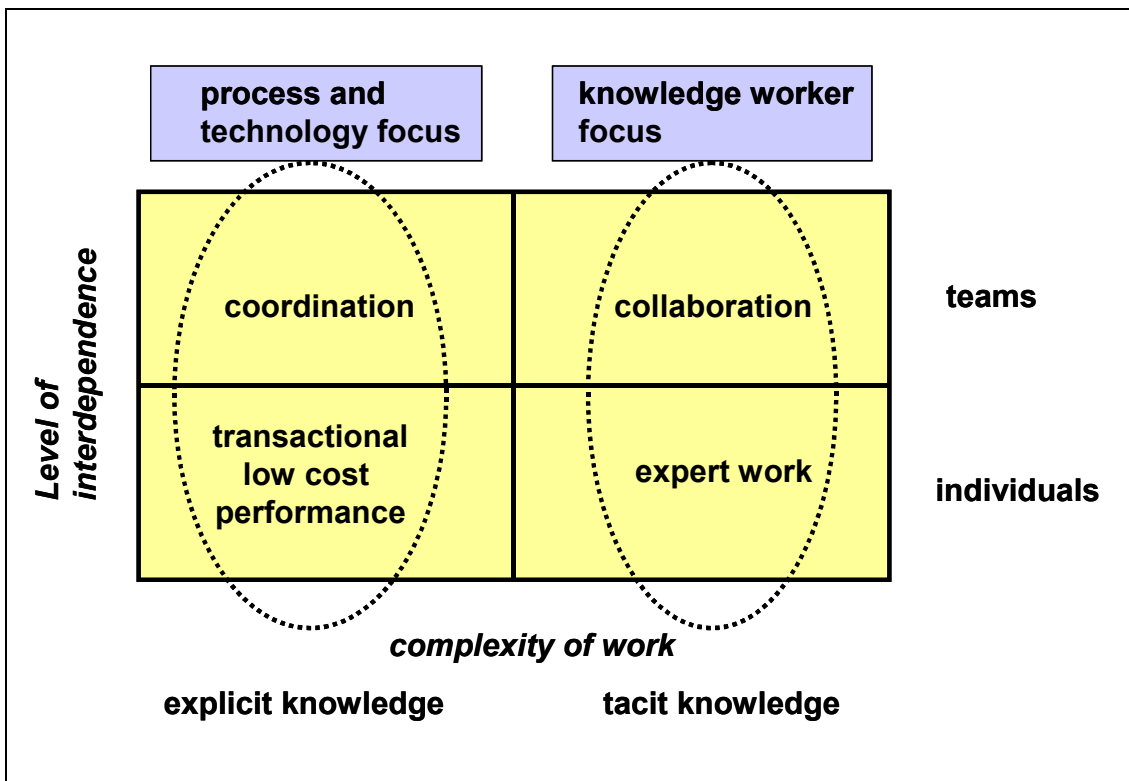 process and
technology focus
knowledge worker
focus
Level of
interdependence
coordination
collaboration
teams
transactional
low cost
performance
expert work
individuals
complexity of work
explicit knowledge
tacit knowledge